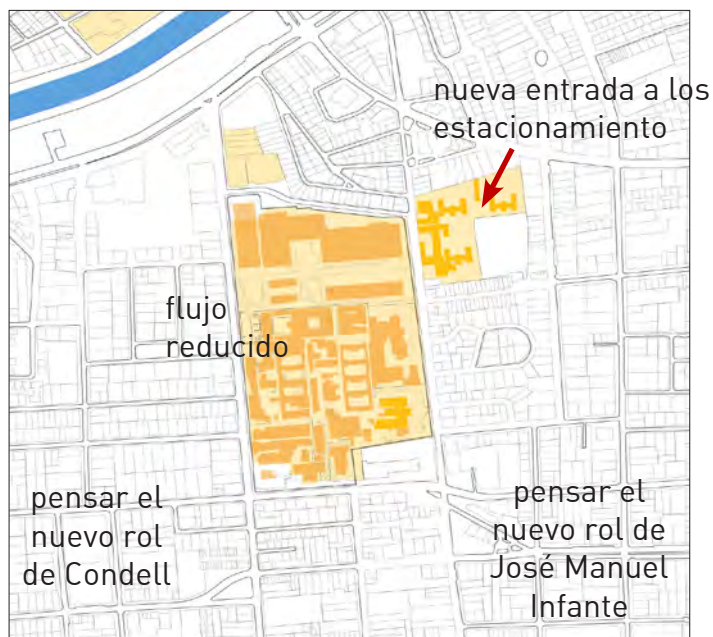 nueva entrada a los
estacionamiento
flujo
reducido
pensar el
nuevo rol
de Condell
pensar el
nuevo rol de
José Manuel
Infante